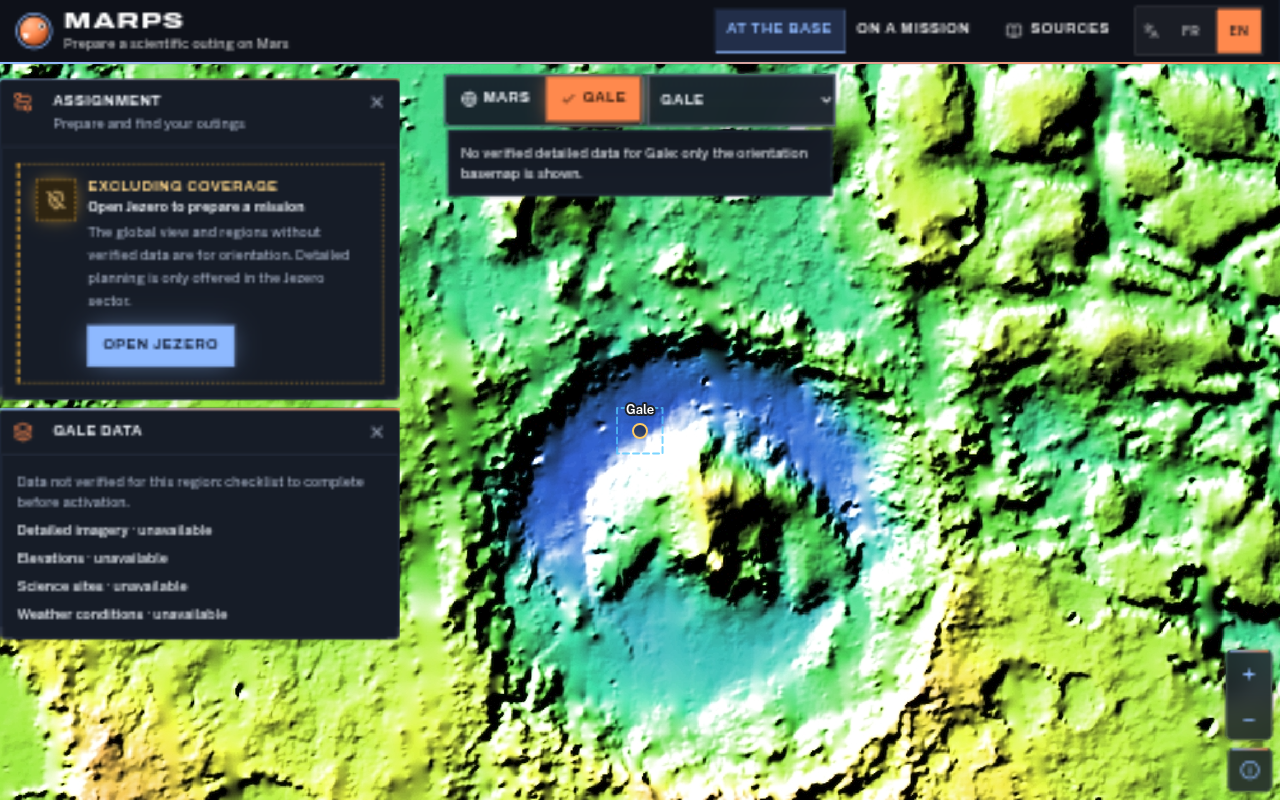 MARPS
Prepare a scientific outing on Mars
AT THE BASE
ON A MISSION
SOURCES
FR
EN
ASSIGNMENT
Prepare and find your outings
EXCLUDING COVERAGE
Open Jezero to prepare a mission
The global view and regions without
verified data are for orientation. Detailed
planning is only offered in the Jezero
sector.
OPEN JEZERO
GALE DATA
Data not verified for this region: checklist to complete
before activation.
Detailed imagery · unavailable
Elevations · unavailable
Science sites · unavailable
Weather conditions · unavailable
MARS
GALE
GALE
No verified detailed data for Gale: only the orientation
basemap is shown.
Gale
+
−